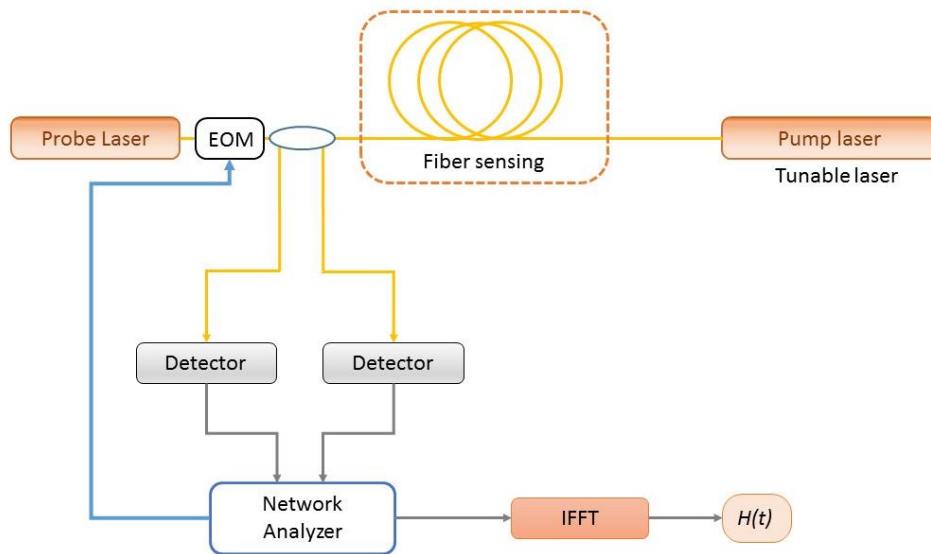 Probe Laser
EOM
Fiber sensing
Pump laser
Tunable laser
Detector
Detector
Network
Analyzer
IFFT
H(t)